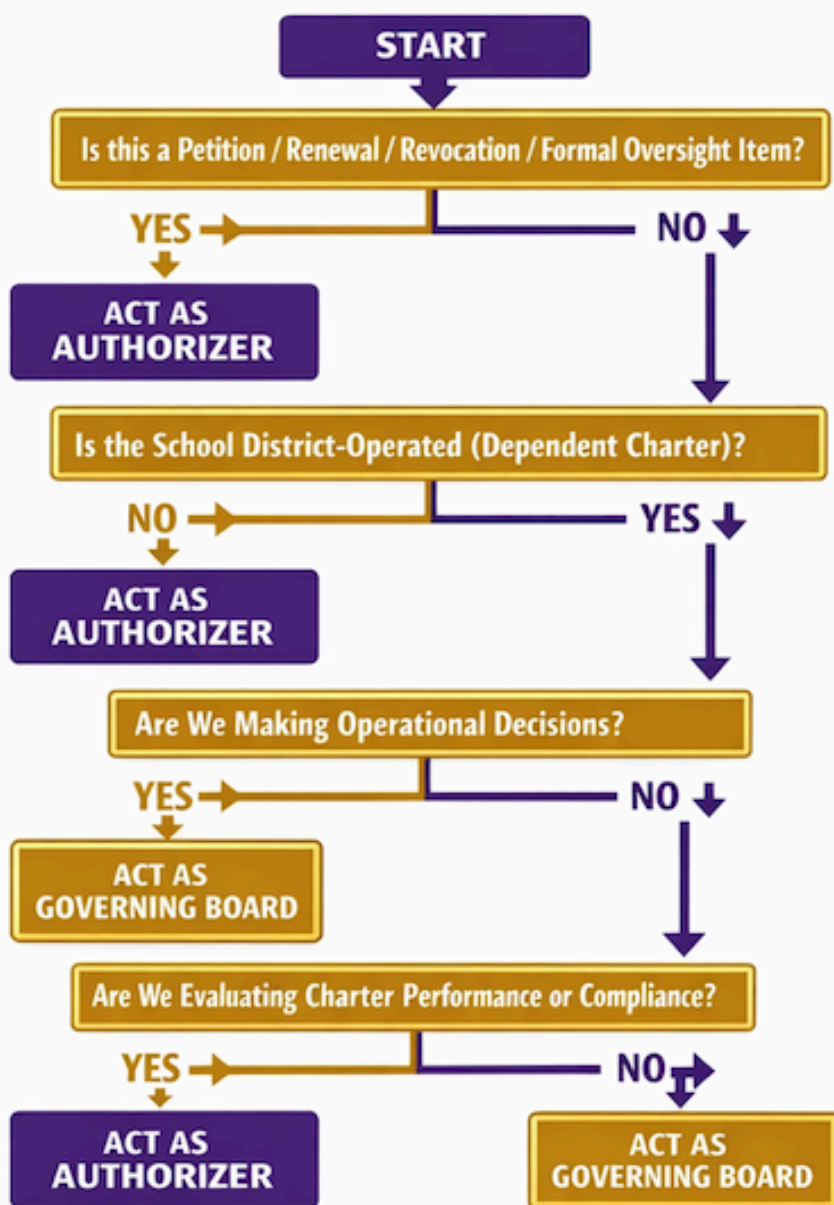 START
Is this a Petition / Renewal / Revocation / Formal Oversight Item?
YES
NO
ACT AS
AUTHORIZER
Is the School District-Operated (Dependent Charter)?
NO
YES
ACT AS
AUTHORIZER
Are We Making Operational Decisions?
YES
NO
ACT AS
GOVERNING BOARD
Are We Evaluating Charter Performance or Compliance?
YES
NO
ACT AS
AUTHORIZER
ACT AS
GOVERNING BOARD